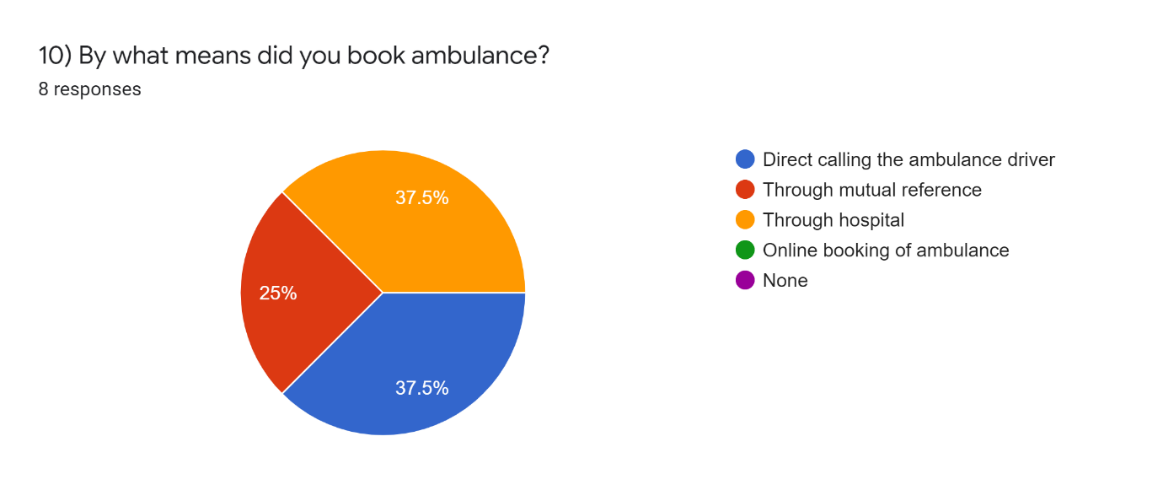 10) By what means did you book ambulance?
8 responses
37.5%
25%
37.5%
Direct calling the ambulance driver
Through mutual reference
Through hospital
Online booking of ambulance
None